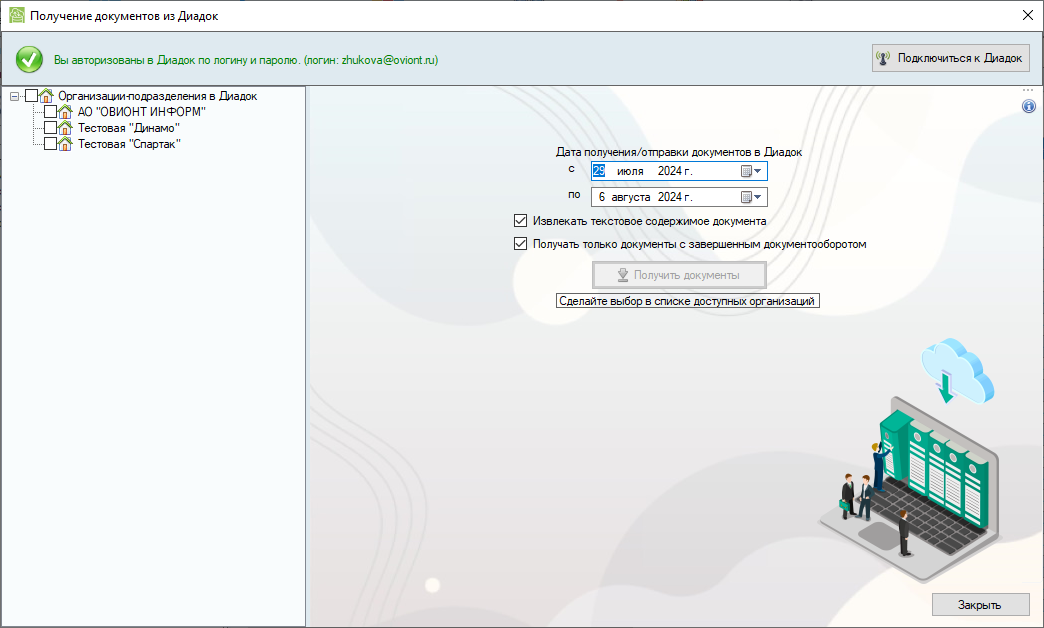 Получение документов из Диадок
Вы авторизованы в Диадок по логину и паролю. (логин: zhukova@oviont.ru)
Подключиться к Диадок
Организации-подразделения в Диадок
АО "ОВИОНТ ИНФОРМ"
Тестовая "Динамо"
Тестовая "Спартак"
Дата получения/отправки документов в Диадок
с 29 июля 2024 г.
по 6 августа 2024 г.
Извлекать текстовое содержимое документа
Получать только документы с завершенным документооборотом
Получить документы
Сделайте выбор в списке доступных организаций
Закрыть